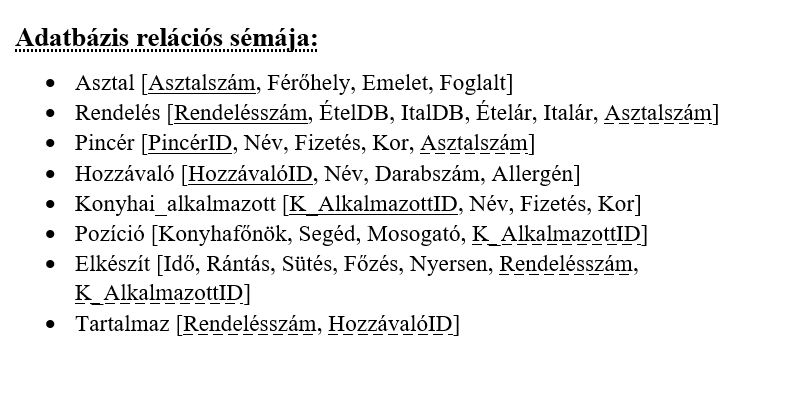 Adatbázis relációs sémája:
• Asztal [Asztalszám, Férőhely, Emelet, Foglalt]
• Rendelés [Rendelésszám, ÉtelDB, ItalDB, Ételár, Italár, Asztalszám]
• Pincér [PincérID, Név, Fizetés, Kor, Asztalszám]
• Hozzávaló [HozzávalóID, Név, Darabszám, Allergén]
• Konyhai_alkalmazott [K_AlkalmazottID, Név, Fizetés, Kor]
• Pozíció [Konyhafőnök, Segéd, Mosogató, K_AlkalmazottID]
• Elkészít [Idő, Rántás, Sütés, Főzés, Nyersen, Rendelésszám,
K_AlkalmazottID]
• Tartalmaz [Rendelésszám, HozzávalóID]